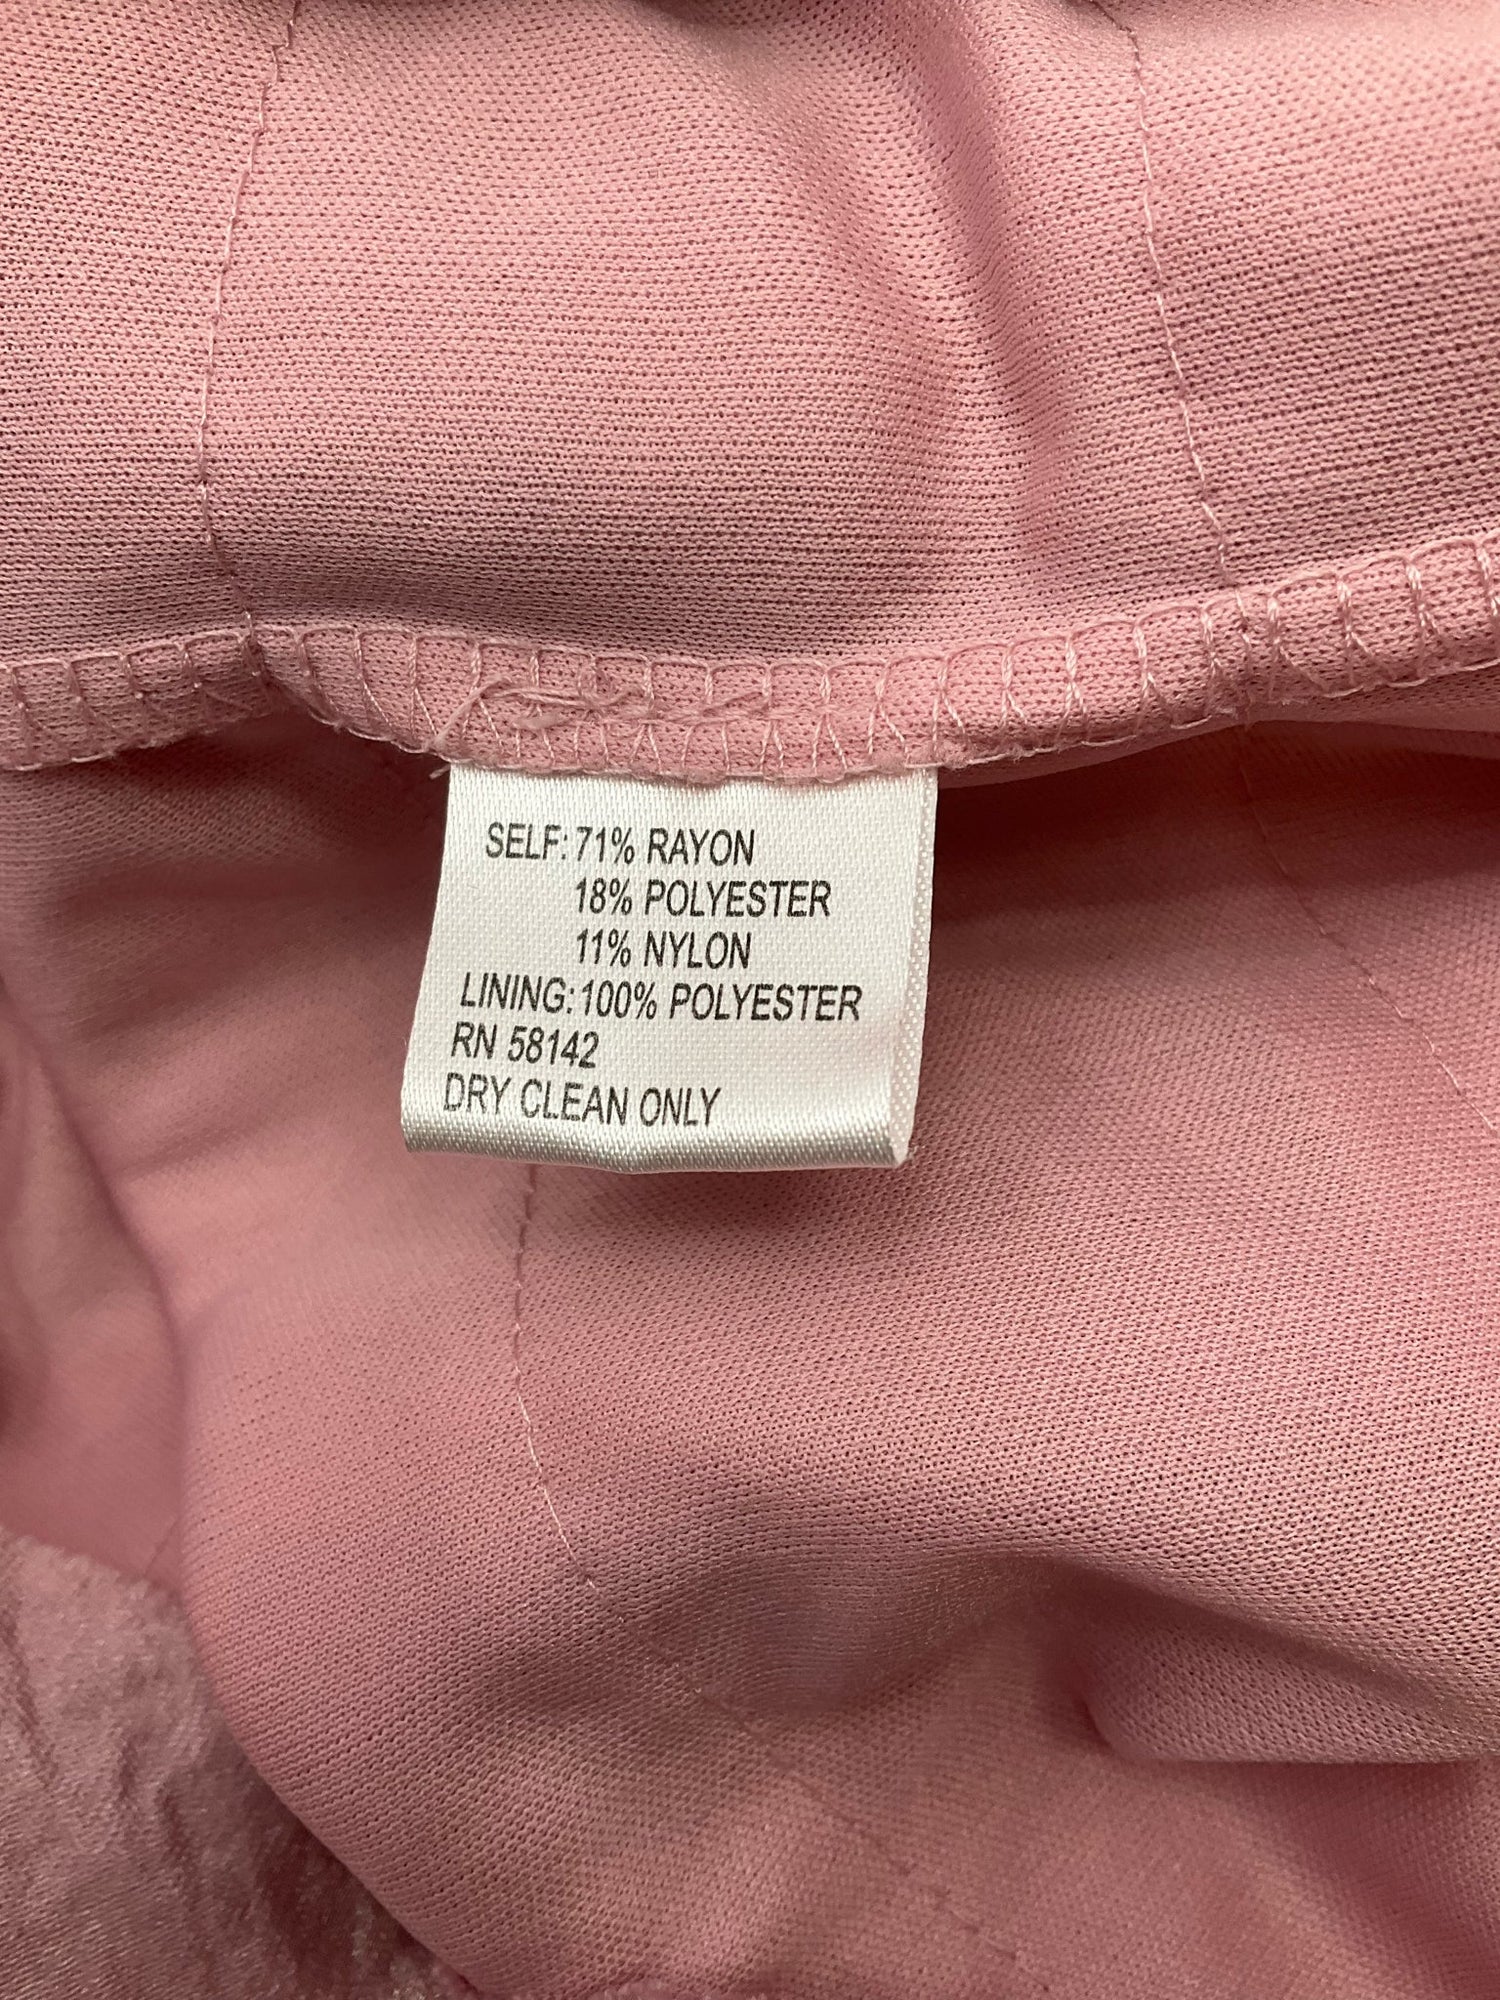 SELF: 71% RAYON
18% POLYESTER
11% NYLON
LINING: 100% POLYESTER
RN 58142
DRY CLEAN ONLY